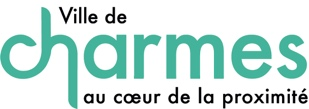 Ville de
charmes
au cœur de la proximité